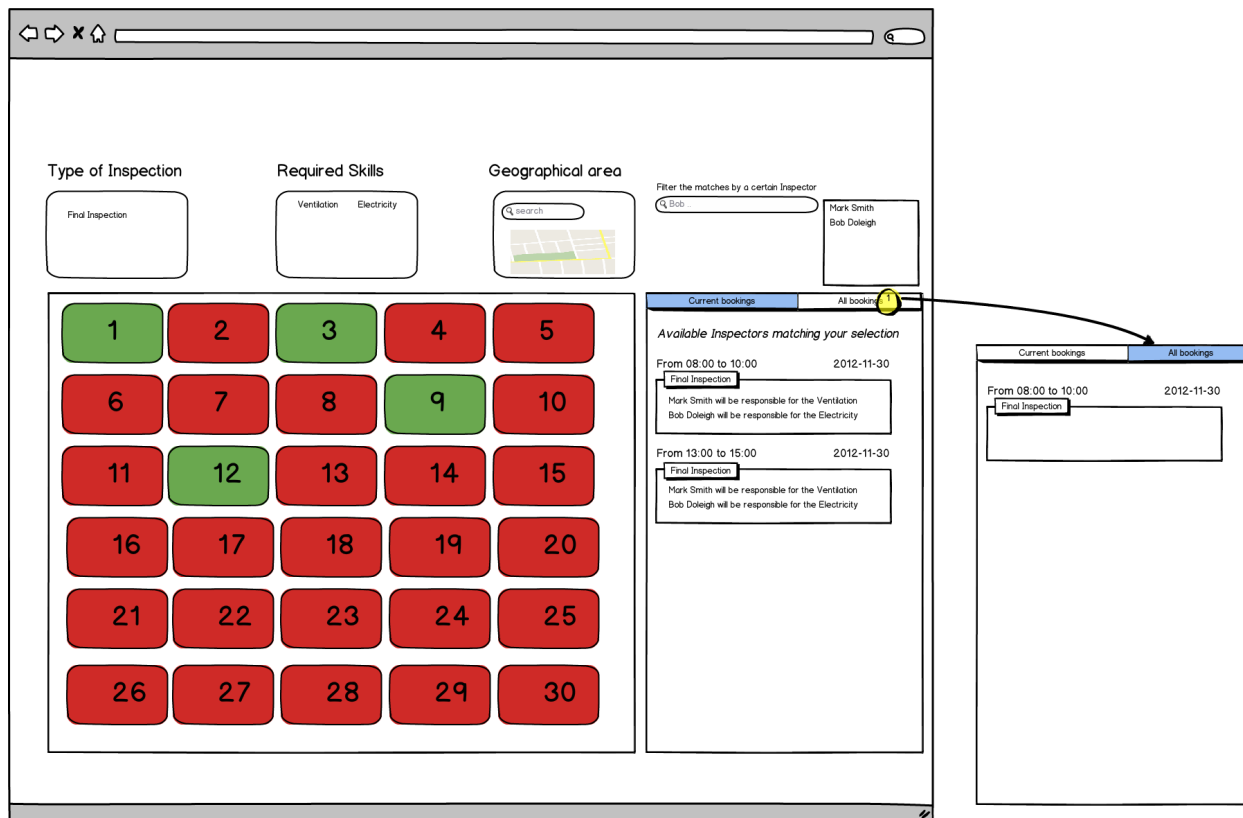 Type of Inspection
Required Skills
Geographical area
Final Inspection
Ventilation Electricity
search
Filter the matches by a certain Inspector
Bob ..
Mark Smith
Bob Doleigh
1 2 3 4 5
6 7 8 9 10
11 12 13 14 15
16 17 18 19 20
21 22 23 24 25
26 27 28 29 30
Current bookings All bookings 1
Available Inspectors matching your selection
From 08:00 to 10:00 2012-11-30
Final Inspection
Mark Smith will be responsible for the Ventilation
Bob Doleigh will be responsible for the Electricity
From 13:00 to 15:00 2012-11-30
Final Inspection
Mark Smith will be responsible for the Ventilation
Bob Doleigh will be responsible for the Electricity
Current bookings All bookings
From 08:00 to 10:00 2012-11-30
Final Inspection